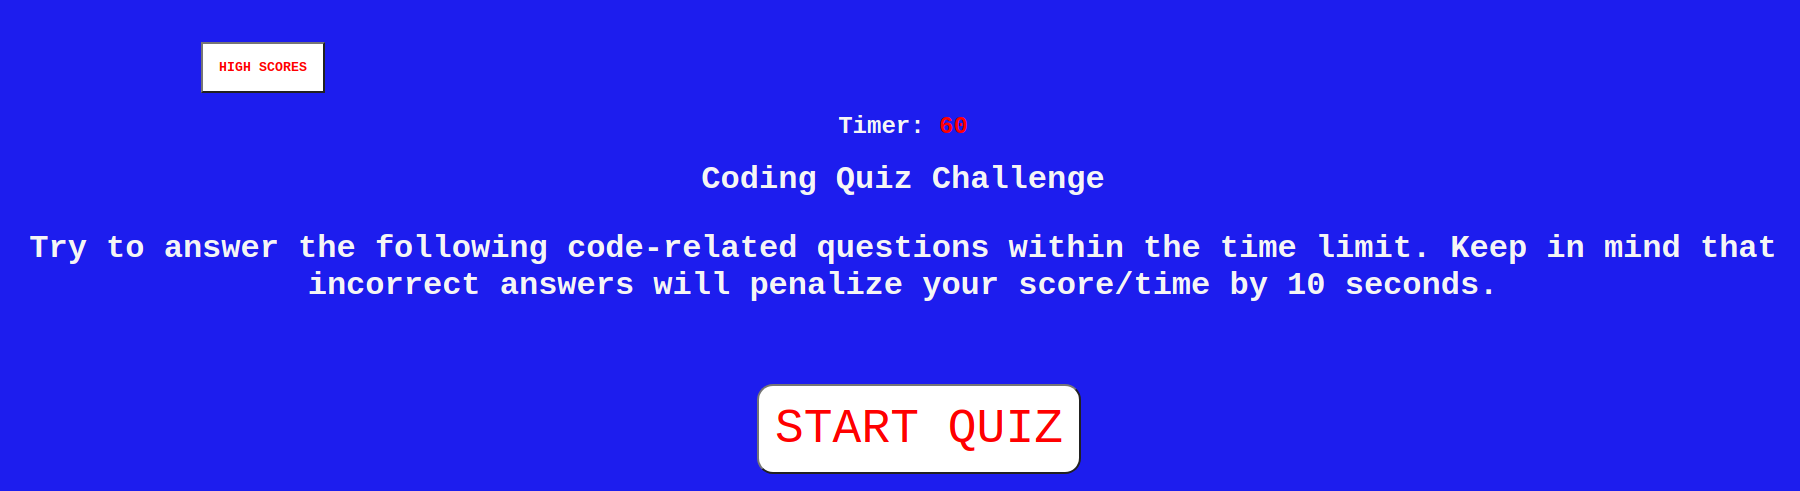 HIGH SCORES
Timer: 60
Coding Quiz Challenge
Try to answer the following code-related questions within the time limit. Keep in mind that
incorrect answers will penalize your score/time by 10 seconds.
START QUIZ